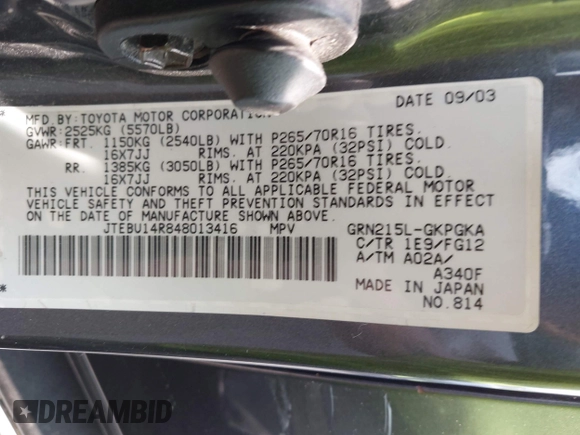 DATE 09/03
MFD.BY:TOYOTA MOTOR CORPORATION
GVWR:2525KG (5570LB)
GAWR:FRT. 1150KG (2540LB) WITH P265/70R16 TIRES.
16X7JJ RIMS. AT 220KPA (32PSI) COLD.
RR. 1385KG (3050LB) WITH P265/70R16 TIRES.
16X7JJ RIMS. AT 220KPA (32PSI) COLD.
THIS VEHICLE CONFORMS TO ALL APPLICABLE FEDERAL MOTOR
VEHICLE SAFETY AND THEFT PREVENTION STANDARDS IN EFFECT
ON THE DATE OF MANUFACTURE SHOWN ABOVE.
JTEBU14R848013416 MPV GRN215L-GKPGKA
C/TR 1E9/FG12
A/TM A02A/
A340F
MADE IN JAPAN
NO.814
DREAMBID